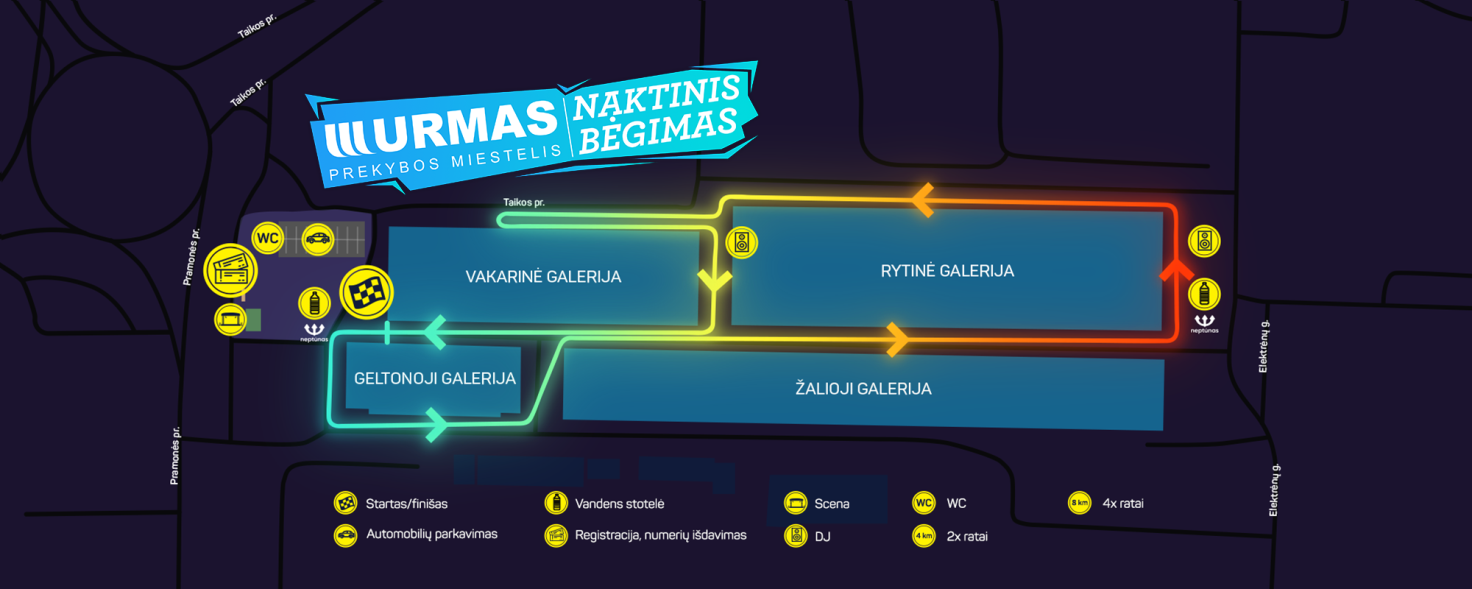 Taikos pr.
Taikos pr.
URMAS
PREKYBOS MIESTELIS
NAKTINIS
BĖGIMAS
Taikos pr.
Pramonės pr.
WC
VAKARINĖ GALERIJA
RYTINĖ GALERIJA
neptūnas
neptūnas
Elektrėnų g.
GELTONOJI GALERIJA
ŽALIOJI GALERIJA
Pramonės pr.
Elektrėnų g.
Startas/finišas
Vandens stotelė
Scena
WC WC
8 km 4x ratai
Automobilių parkavimas
Registracija, numerių išdavimas
DJ
4 km 2x ratai